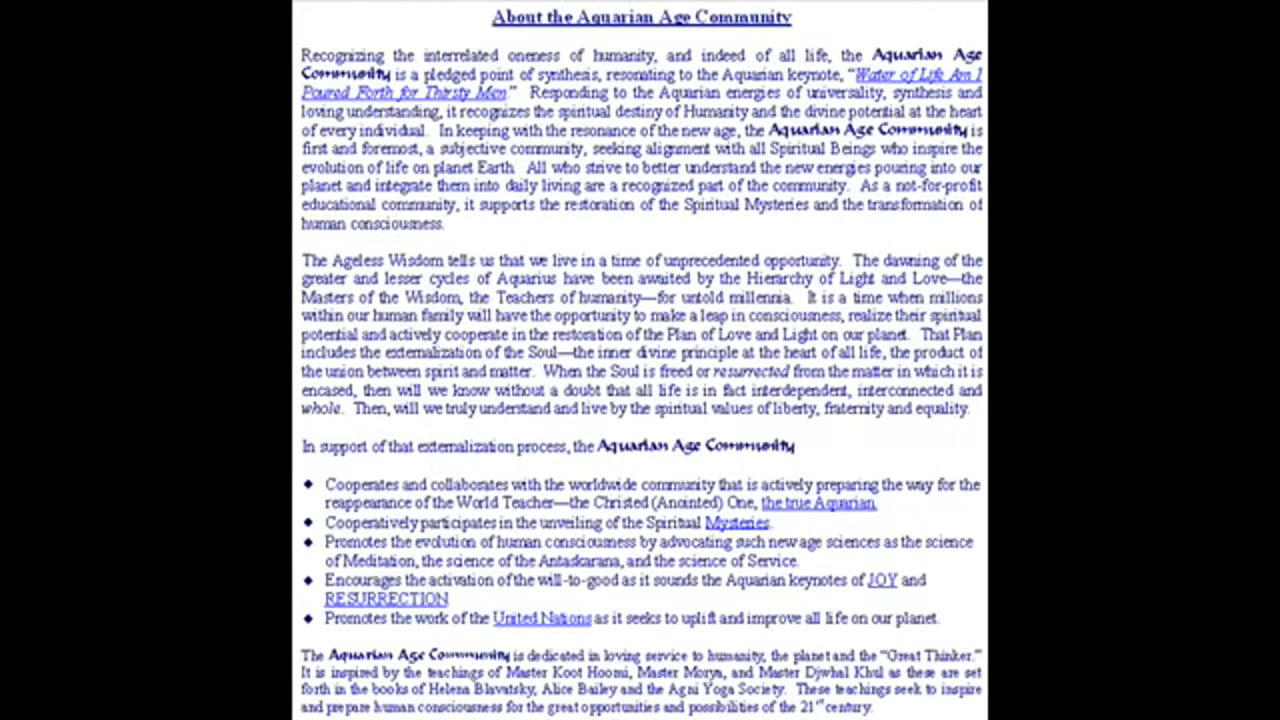 About the Aquarian Age Community
Recognizing the interrelated oneness of humanity, and indeed of all life, the Aquarian Age
Community is a pledged point of synthesis, resonating to the Aquarian keynote, "Water of Life Am I
Poured Forth for Thirsty Men." Responding to the Aquarian energies of universality, synthesis and
loving understanding, it recognizes the spiritual destiny of Humanity and the divine potential at the heart
of every individual. In keeping with the resonance of the new age, the Aquarian Age Community is
first and foremost, a subjective community, seeking alignment with all Spiritual Beings who inspire the
evolution of life on planet Earth. All who strive to better understand the new energies pouring into our
planet and integrate them into daily living are a recognized part of the community. As a not-for-profit
educational community, it supports the restoration of the Spiritual Mysteries and the transformation of
human consciousness.
The Ageless Wisdom tells us that we live in a time of unprecedented opportunity. The dawning of the
greater and lesser cycles of Aquarius have been awaited by the Hierarchy of Light and Love—the
Masters of the Wisdom, the Teachers of humanity—for untold millennia. It is a time when millions
within our human family will have the opportunity to make a leap in consciousness, realize their spiritual
potential and actively cooperate in the restoration of the Plan of Love and Light on our planet. That Plan
includes the externalization of the Soul—the inner divine principle at the heart of all life, the product of
the union between spirit and matter. When the Soul is freed or resurrected from the matter in which it is
encased, then will we know without a doubt that all life is in fact interdependent, interconnected and
whole. Then, will we truly understand and live by the spiritual values of liberty, fraternity and equality.
In support of that externalization process, the Aquarian Age Community
◆ Cooperates and collaborates with the worldwide community that is actively preparing the way for the
reappearance of the World Teacher—the Christed (Anointed) One, the true Aquarian.
◆ Cooperatively participates in the unveiling of the Spiritual Mysteries.
◆ Promotes the evolution of human consciousness by advocating such new age sciences as the science
of Meditation, the science of the Antaskarana, and the science of Service.
◆ Encourages the activation of the will-to-good as it sounds the Aquarian keynotes of JOY and
RESURRECTION.
◆ Promotes the work of the United Nations as it seeks to uplift and improve all life on our planet.
The Aquarian Age Community is dedicated in loving service to humanity, the planet and the "Great Thinker."
It is inspired by the teachings of Master Koot Hoomi, Master Morya, and Master Djwhal Khul as these are set
forth in the books of Helena Blavatsky, Alice Bailey and the Agni Yoga Society. These teachings seek to inspire
and prepare human consciousness for the great opportunities and possibilities of the 21st century.